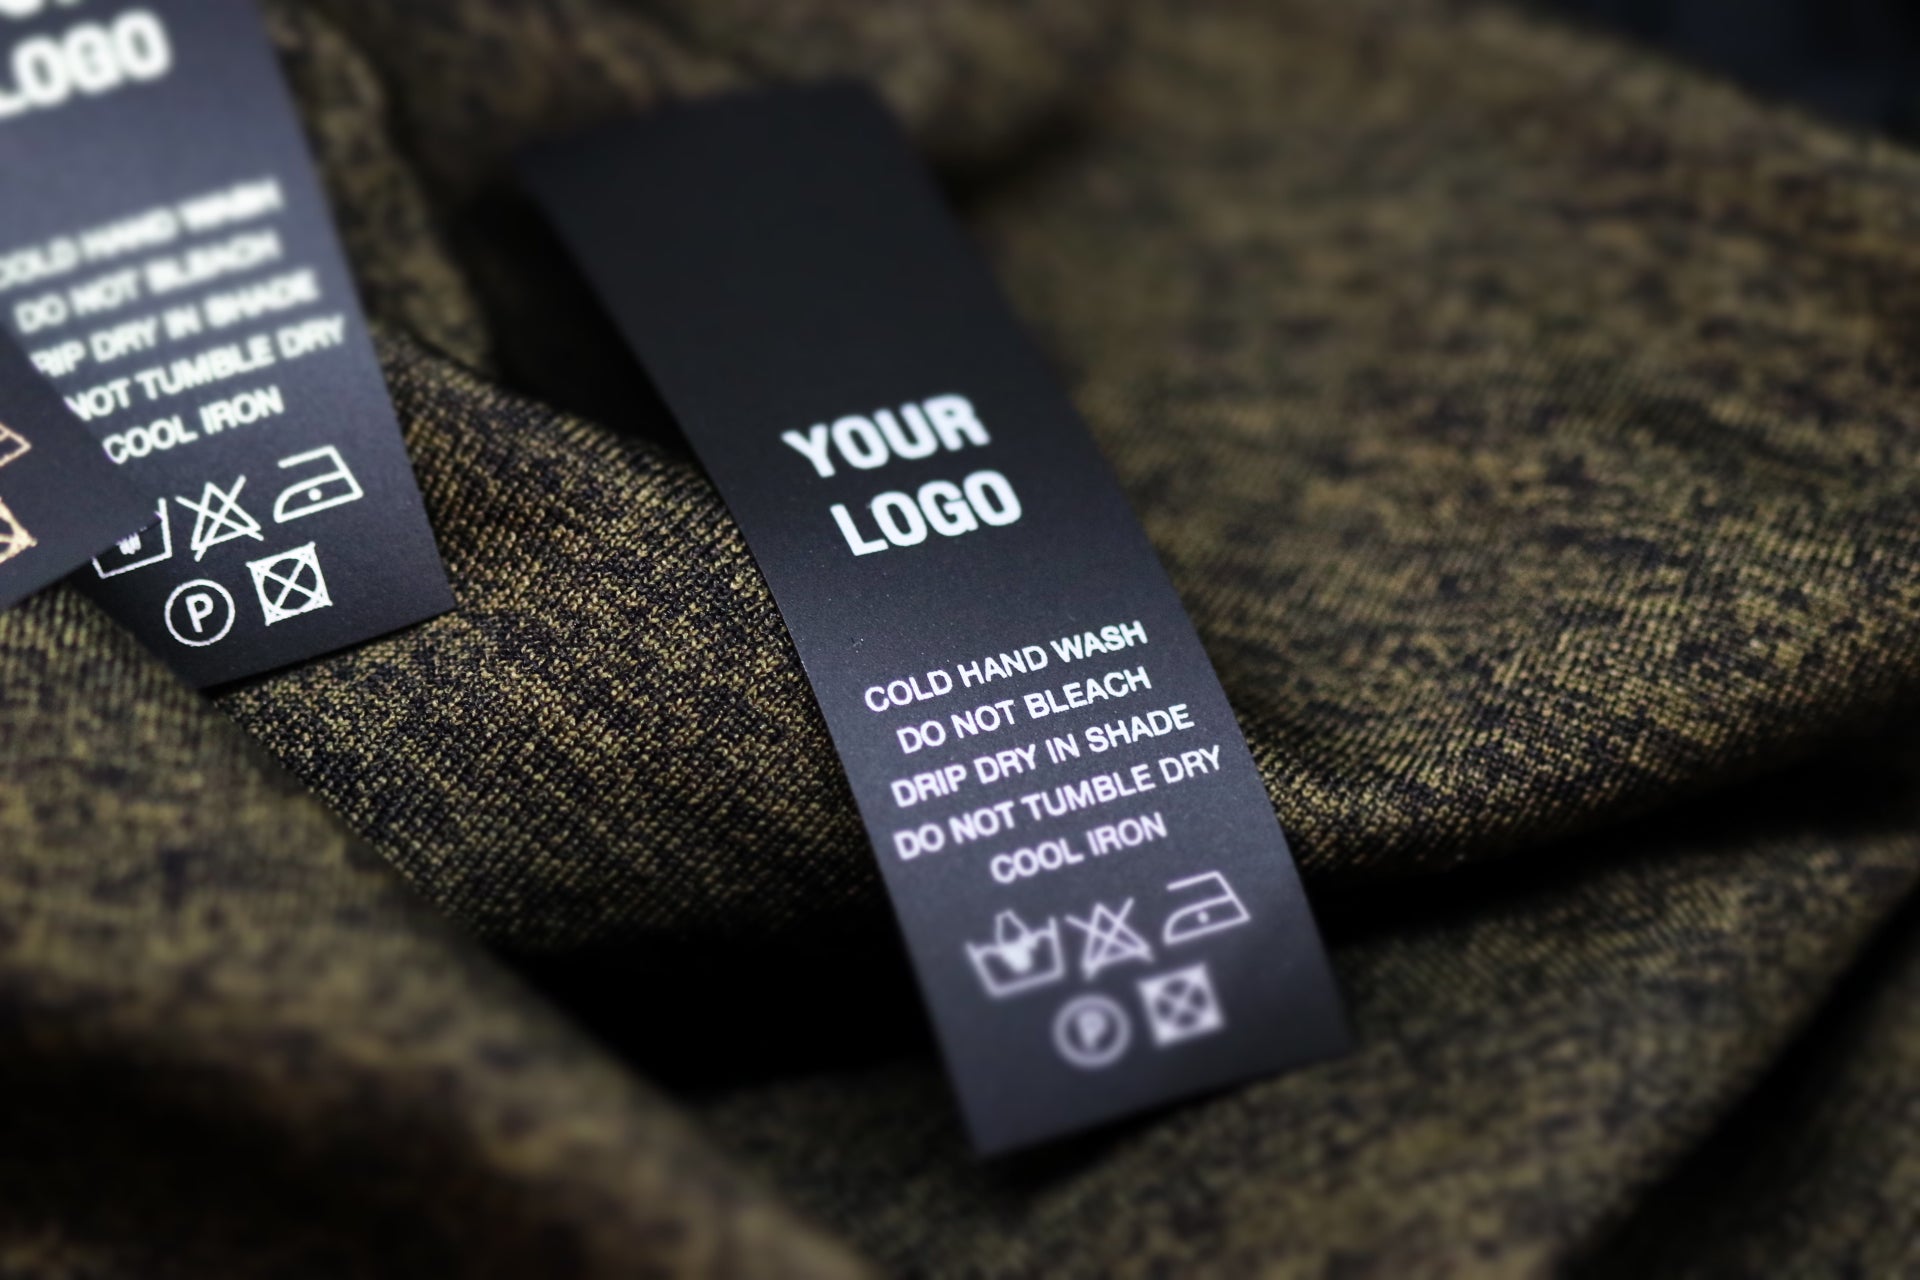 LOGO
COLD HAND WASH
DO NOT BLEACH
RIP DRY IN SHADE
NOT TUMBLE DRY
COOL IRON
P
YOUR
LOGO
COLD HAND WASH
DO NOT BLEACH
DRIP DRY IN SHADE
DO NOT TUMBLE DRY
COOL IRON
P